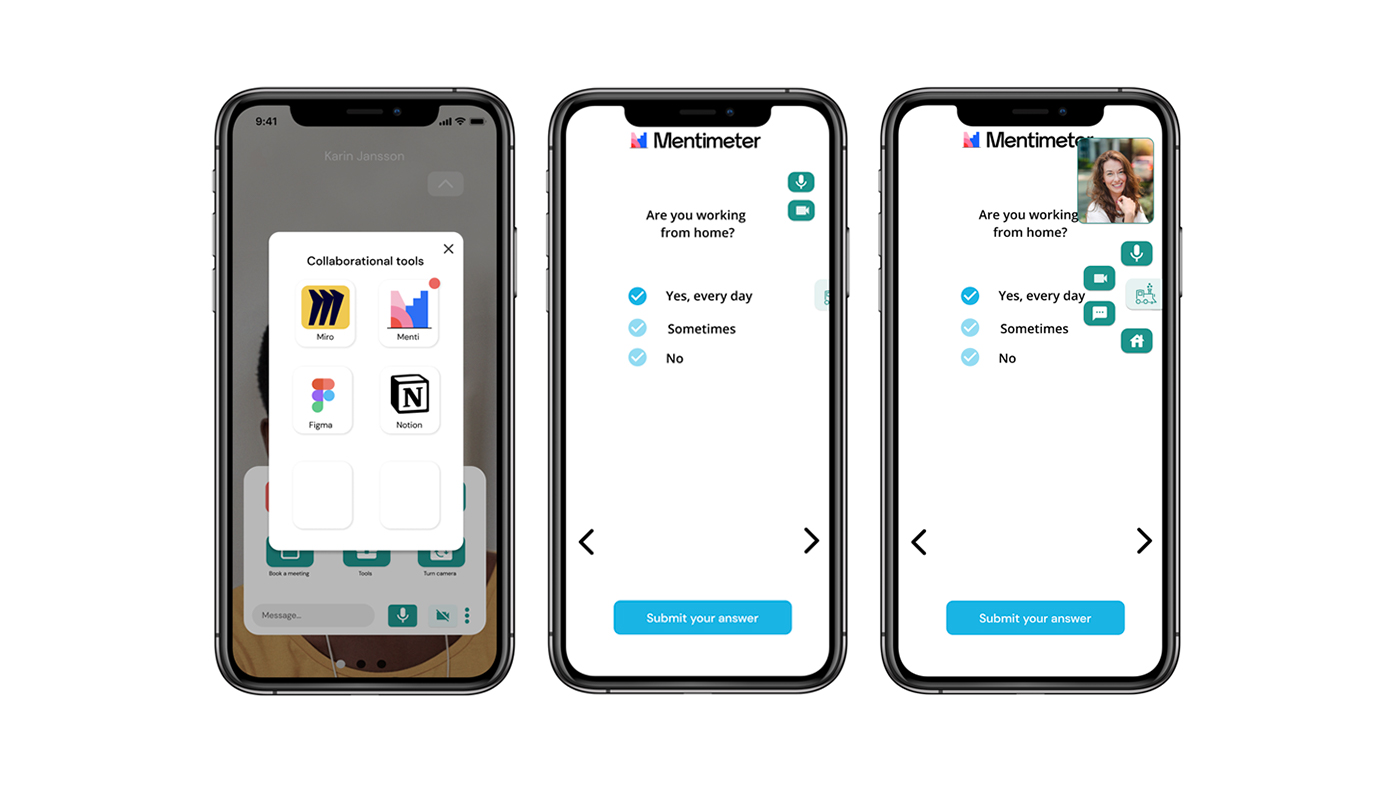 9:41
Karin Jansson
Collaborational tools
Miro
Menti
Figma
N
Notion
Book a meeting
Tools
Turn camera
Message...
Mentimeter
Are you working
from home?
Yes, every day
Sometimes
No
Submit your answer
Mentimeter
Are you working
from home?
Yes, every day
Sometimes
No
Submit your answer